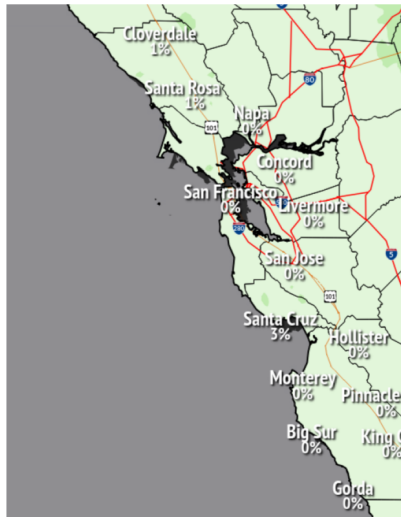 Cloverdale
1%
80
Santa Rosa
1%
Napa
0%
101
Concord
0%
San Francisco
0%
Livermore
0%
280
5
San Jose
0%
101
Santa Cruz
3%
Hollister
0%
Monterey
0%
Pinnacle
0%
Big Sur
0%
King C
0%
Gorda
0%